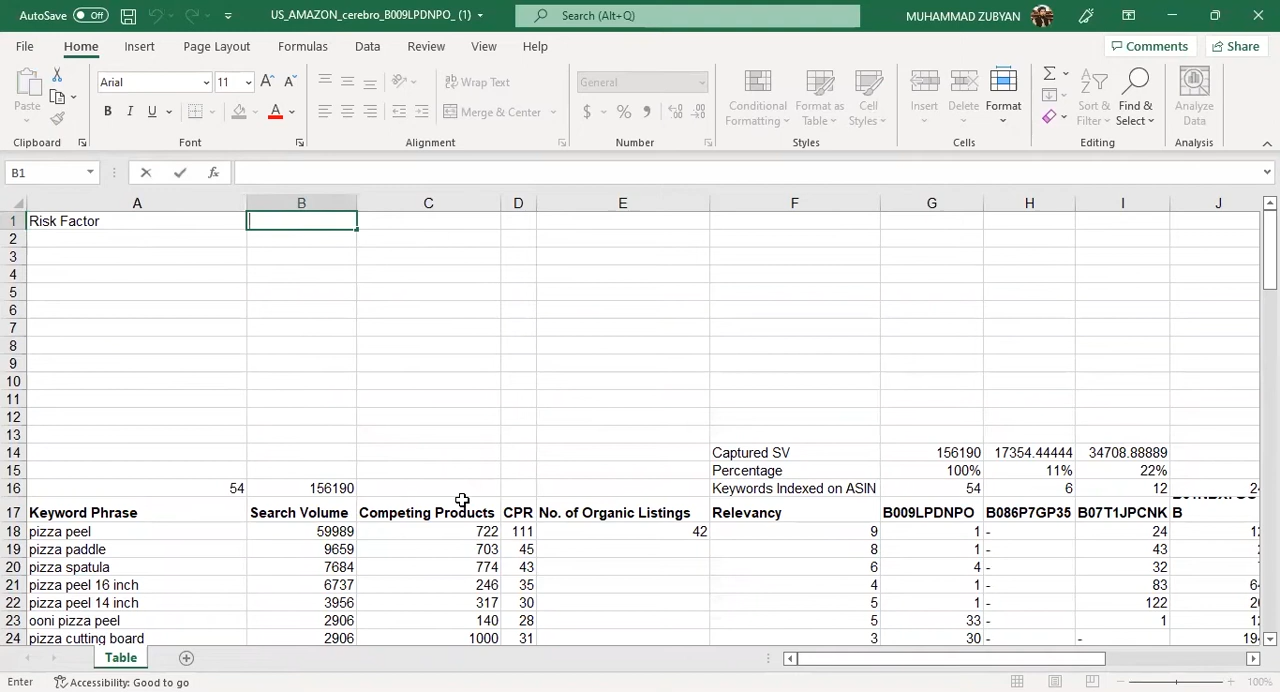 AutoSave Off US_AMAZON_cerebro_B009LPDNPO_ (1) Search (Alt+Q) MUHAMMAD ZUBYAN
File Home Insert Page Layout Formulas Data Review View Help Comments Share
Arial 11 Wrap Text General
Paste B I U Merge & Center $ % Conditional Formatting Format as Table Cell Styles Insert Delete Format Sort & Filter Find & Select Analyze Data
Clipboard Font Alignment Number Styles Cells Editing Analysis
B1 fx
A B C D E F G H I J
1 Risk Factor
2
3
4
5
6
7
8
9
10
11
12
13
14 Captured SV 156190 17354.44444 34708.88889
15 Percentage 100% 11% 22%
16 54 156190 Keywords Indexed on ASIN 54 6 12
17 Keyword Phrase Search Volume Competing Products CPR No. of Organic Listings Relevancy B009LPDNPO B086P7GP35 B07T1JPCNK B
18 pizza peel 59989 722 111 42 9 1 - 24
19 pizza paddle 9659 703 45 8 1 - 43
20 pizza spatula 7684 774 43 6 4 - 32
21 pizza peel 16 inch 6737 246 35 4 1 - 83
22 pizza peel 14 inch 3956 317 30 5 1 - 122
23 ooni pizza peel 2906 140 28 5 33 - 1
24 pizza cutting board 2906 1000 31 3 30 - -
Table
Enter Accessibility: Good to go 100%